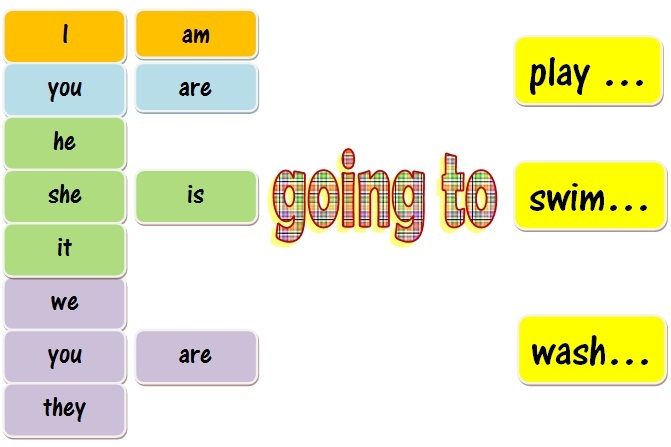 I am
you are
he
she is
it
we
you are
they
going to
play ...
swim...
wash...